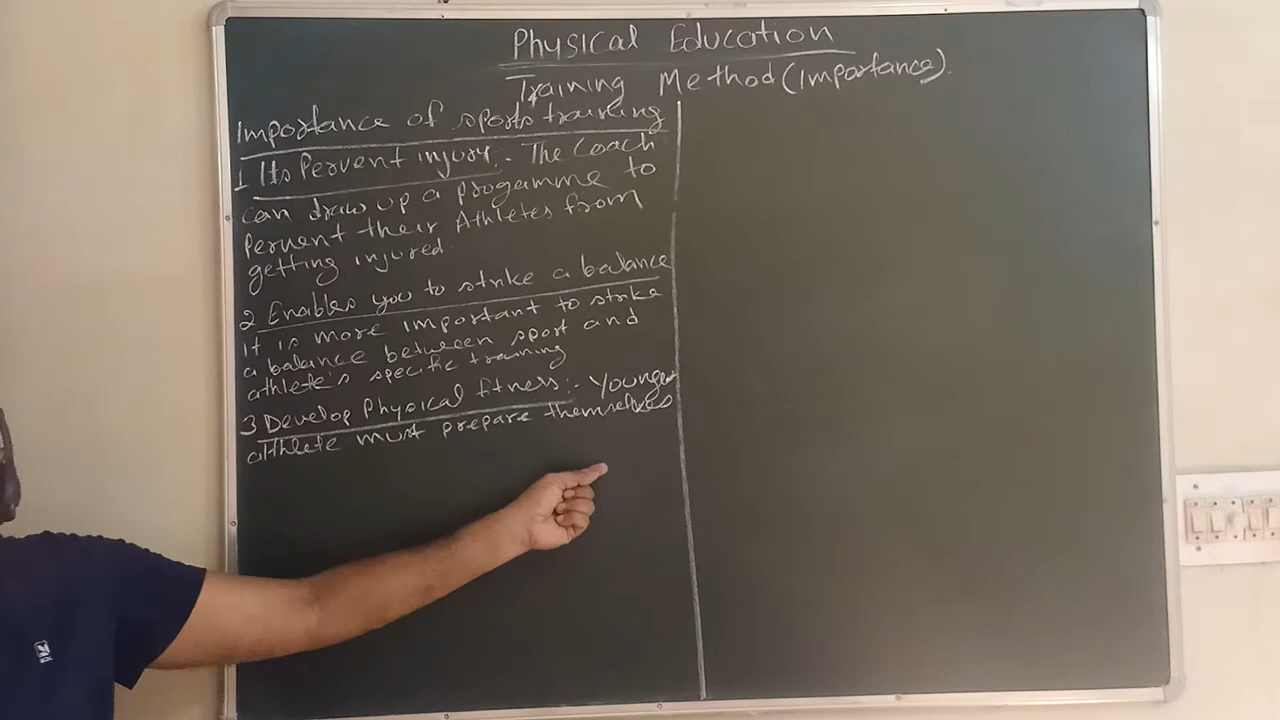 Physical Education
Training Method (Importance).
Importance of sports training
1 Its Pervent injury:- The Coach
can draw up a progamme to
Pervent their Athletes from
getting injured.
2 Enables you to strike a balance
it is more important to strike
a balance between sport and
athlete's specific training
3 Develop Physical fitness:- Younger
athlete must prepare themselves